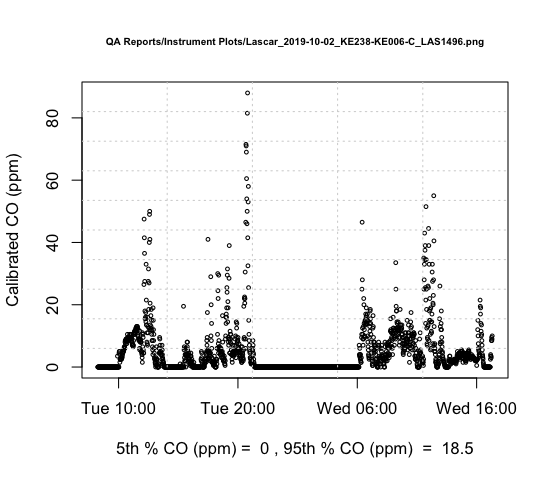 QA Reports/Instrument Plots/Lascar_2019-10-02_KE238-KE006-C_LAS1496.png
Calibrated CO (ppm)
80
60
40
20
0
Tue 10:00 Tue 20:00 Wed 06:00 Wed 16:00
5th % CO (ppm) = 0 , 95th % CO (ppm) = 18.5